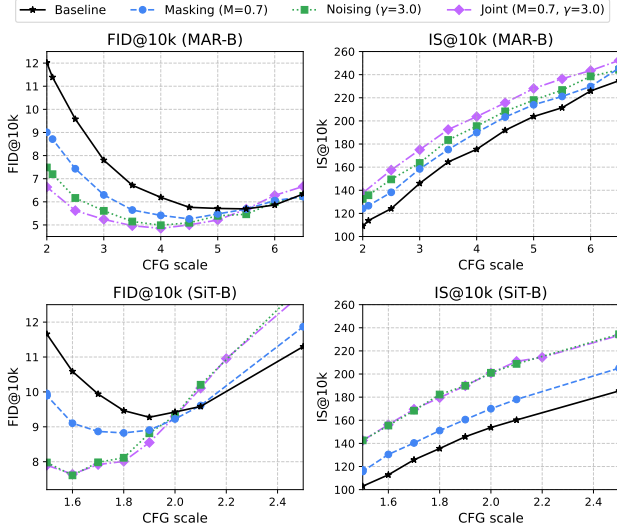 Baseline Masking (M=0.7) Noising (γ=3.0) Joint (M=0.7, γ=3.0)
FID@10k (MAR-B)
12
11
10
9
8
7
6
5
FID@10k
2 3 4 5 6
CFG scale
IS@10k (MAR-B)
260
240
220
200
180
160
140
120
100
IS@10k
2 3 4 5 6
CFG scale
FID@10k (SiT-B)
12
11
10
9
8
FID@10k
1.6 1.8 2.0 2.2 2.4
CFG scale
IS@10k (SiT-B)
260
240
220
200
180
160
140
120
100
IS@10k
1.6 1.8 2.0 2.2 2.4
CFG scale